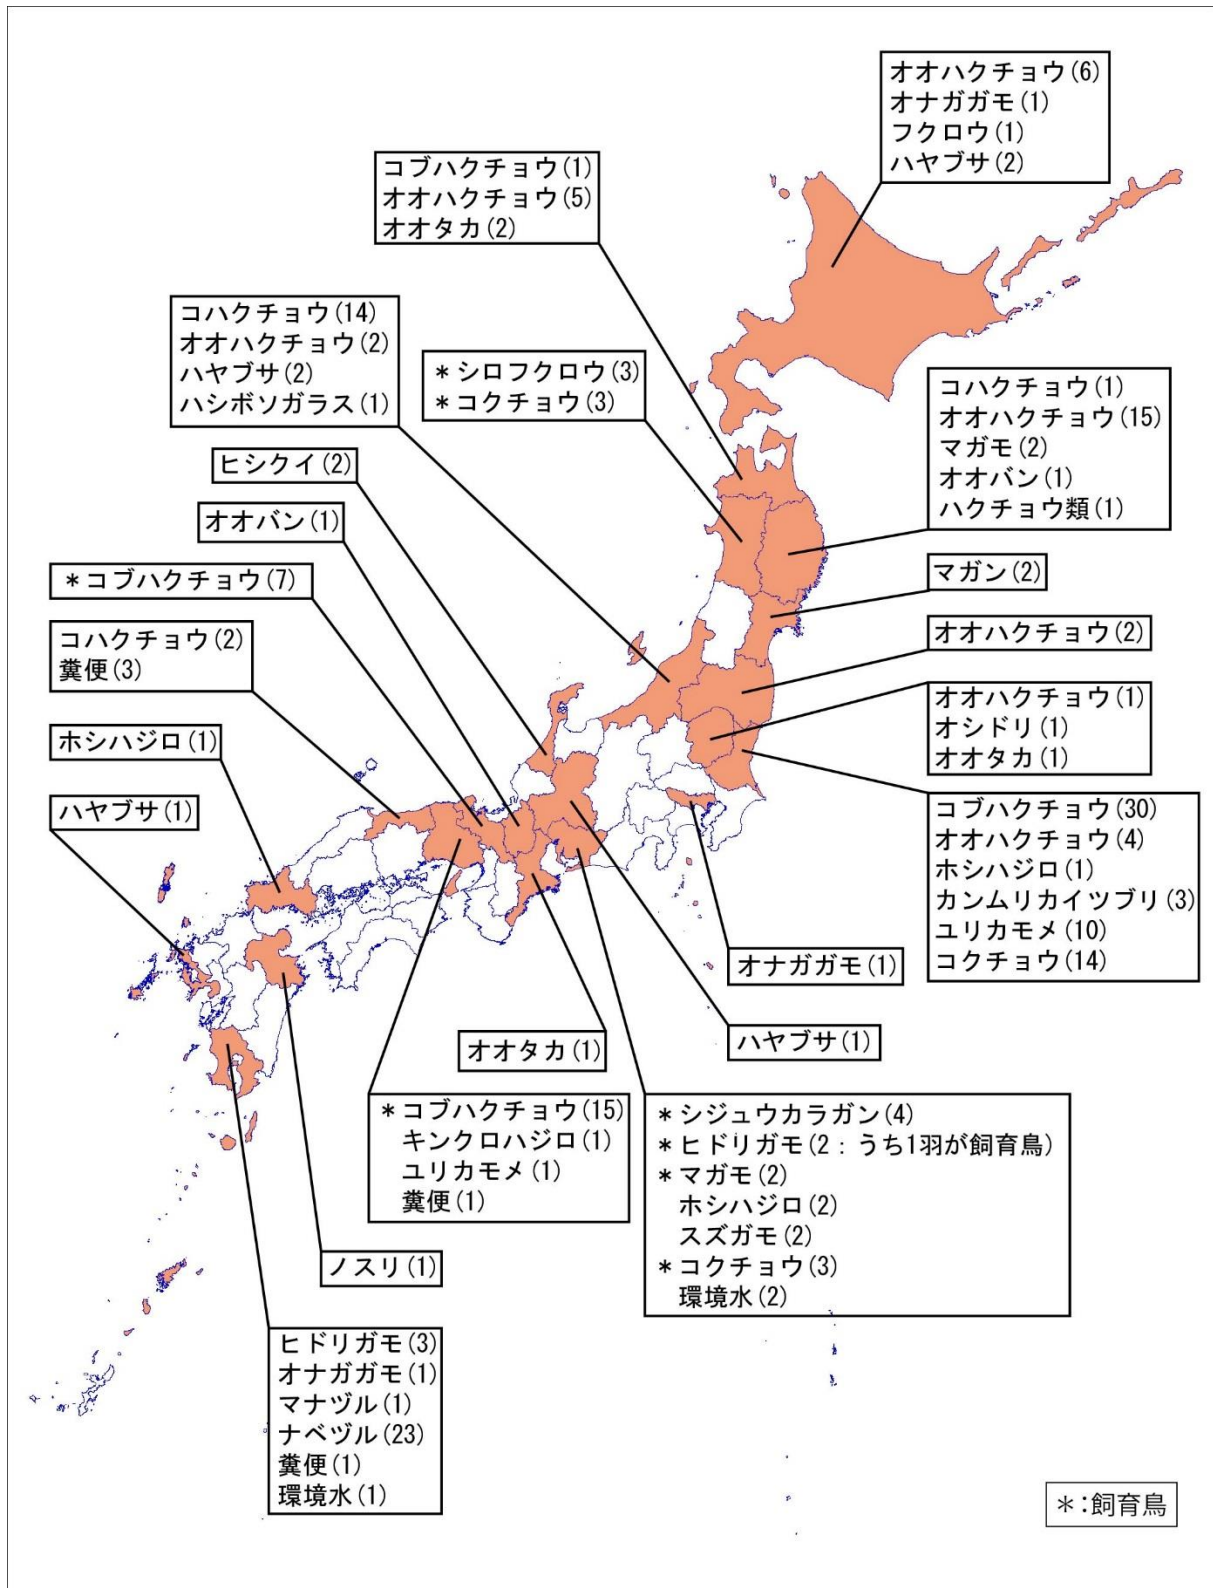 オオハクチョウ(6)
オナガガモ(1)
フクロウ(1)
ハヤブサ(2)
コブハクチョウ(1)
オオハクチョウ(5)
オオタカ(2)
コハクチョウ(14)
オオハクチョウ(2)
ハヤブサ(2)
ハシボソガラス(1)
＊シロフクロウ(3)
＊コクチョウ(3)
コハクチョウ(1)
オオハクチョウ(15)
マガモ(2)
オオバン(1)
ハクチョウ類(1)
ヒシクイ(2)
オオバン(1)
＊コブハクチョウ(7)
マガン(2)
オオハクチョウ(2)
コハクチョウ(2)
糞便(3)
オオハクチョウ(1)
オシドリ(1)
オオタカ(1)
ホシハジロ(1)
ハヤブサ(1)
コブハクチョウ(30)
オオハクチョウ(4)
ホシハジロ(1)
カンムリカイツブリ(3)
ユリカモメ(10)
コクチョウ(14)
オナガガモ(1)
ハヤブサ(1)
オオタカ(1)
＊コブハクチョウ(15)
キンクロハジロ(1)
ユリカモメ(1)
糞便(1)
＊シジュウカラガン(4)
＊ヒドリガモ(2：うち1羽が飼育鳥)
＊マガモ(2)
ホシハジロ(2)
スズガモ(2)
＊コクチョウ(3)
環境水(2)
ノスリ(1)
ヒドリガモ(3)
オナガガモ(1)
マナヅル(1)
ナベヅル(23)
糞便(1)
環境水(1)
＊:飼育鳥